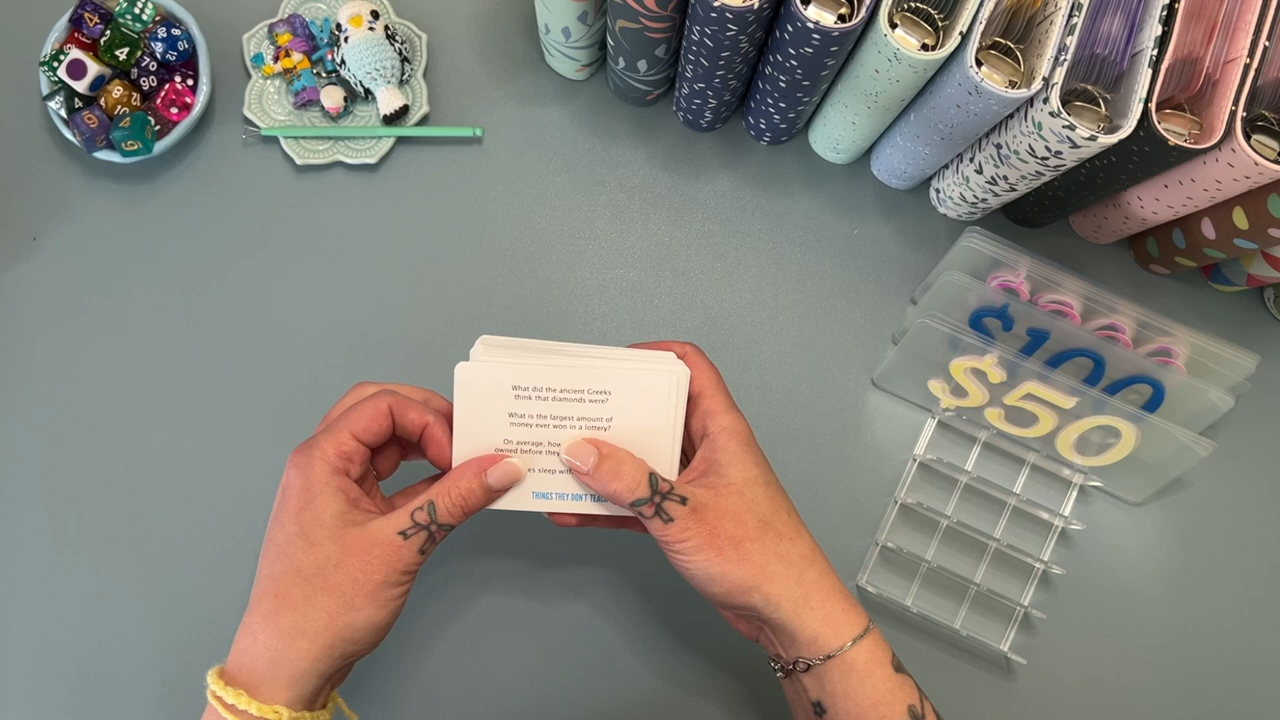 What did the ancient Greeks
think that diamonds were?
What is the largest amount of
money ever won in a lottery?
On average, how
owned before they
es sleep with
THINGS THEY DON'T TEAC
$100
$50